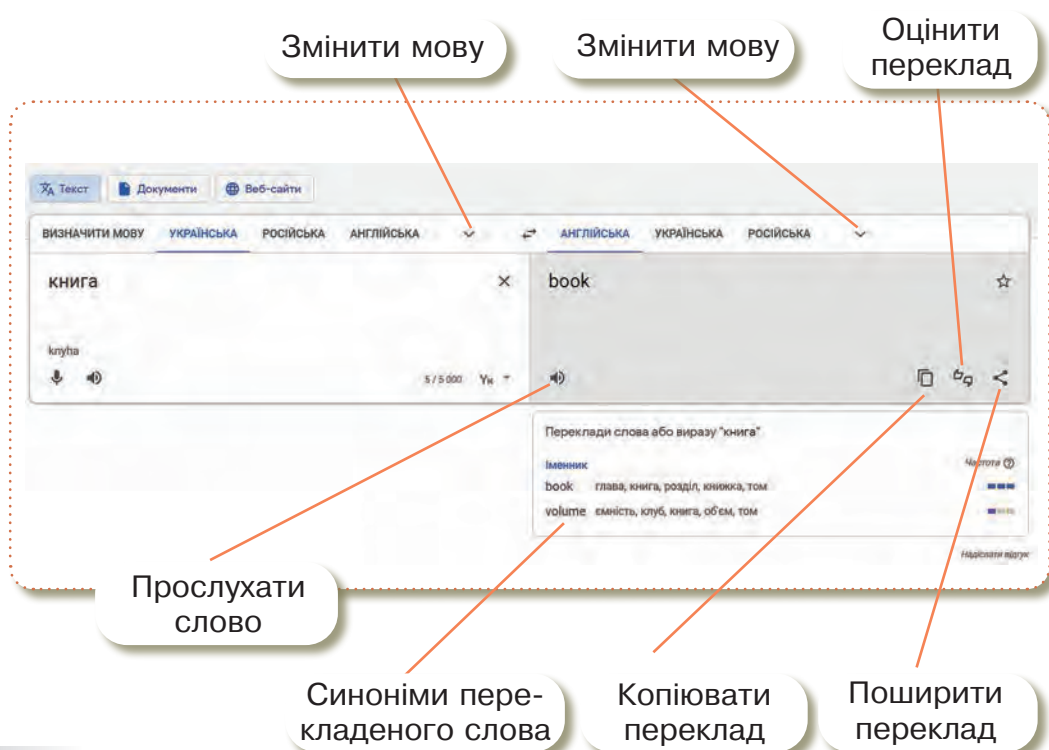 Змінити мову
Змінити мову
Оцінити
переклад
Текст
Документи
Веб-сайти
ВИЗНАЧИТИ МОВУ УКРАЇНСЬКА РОСІЙСЬКА АНГЛІЙСЬКА
АНГЛІЙСЬКА УКРАЇНСЬКА РОСІЙСЬКА
книга
book
knyha
5 / 5 000
Переклади слова або виразу "книга"
Іменник
Частота
book глава, книга, розділ, книжка, том
volume ємність, клуб, книга, об'єм, том
Надіслати відгук
Прослухати
слово
Синоніми пере-
кладеного слова
Копіювати
переклад
Поширити
переклад